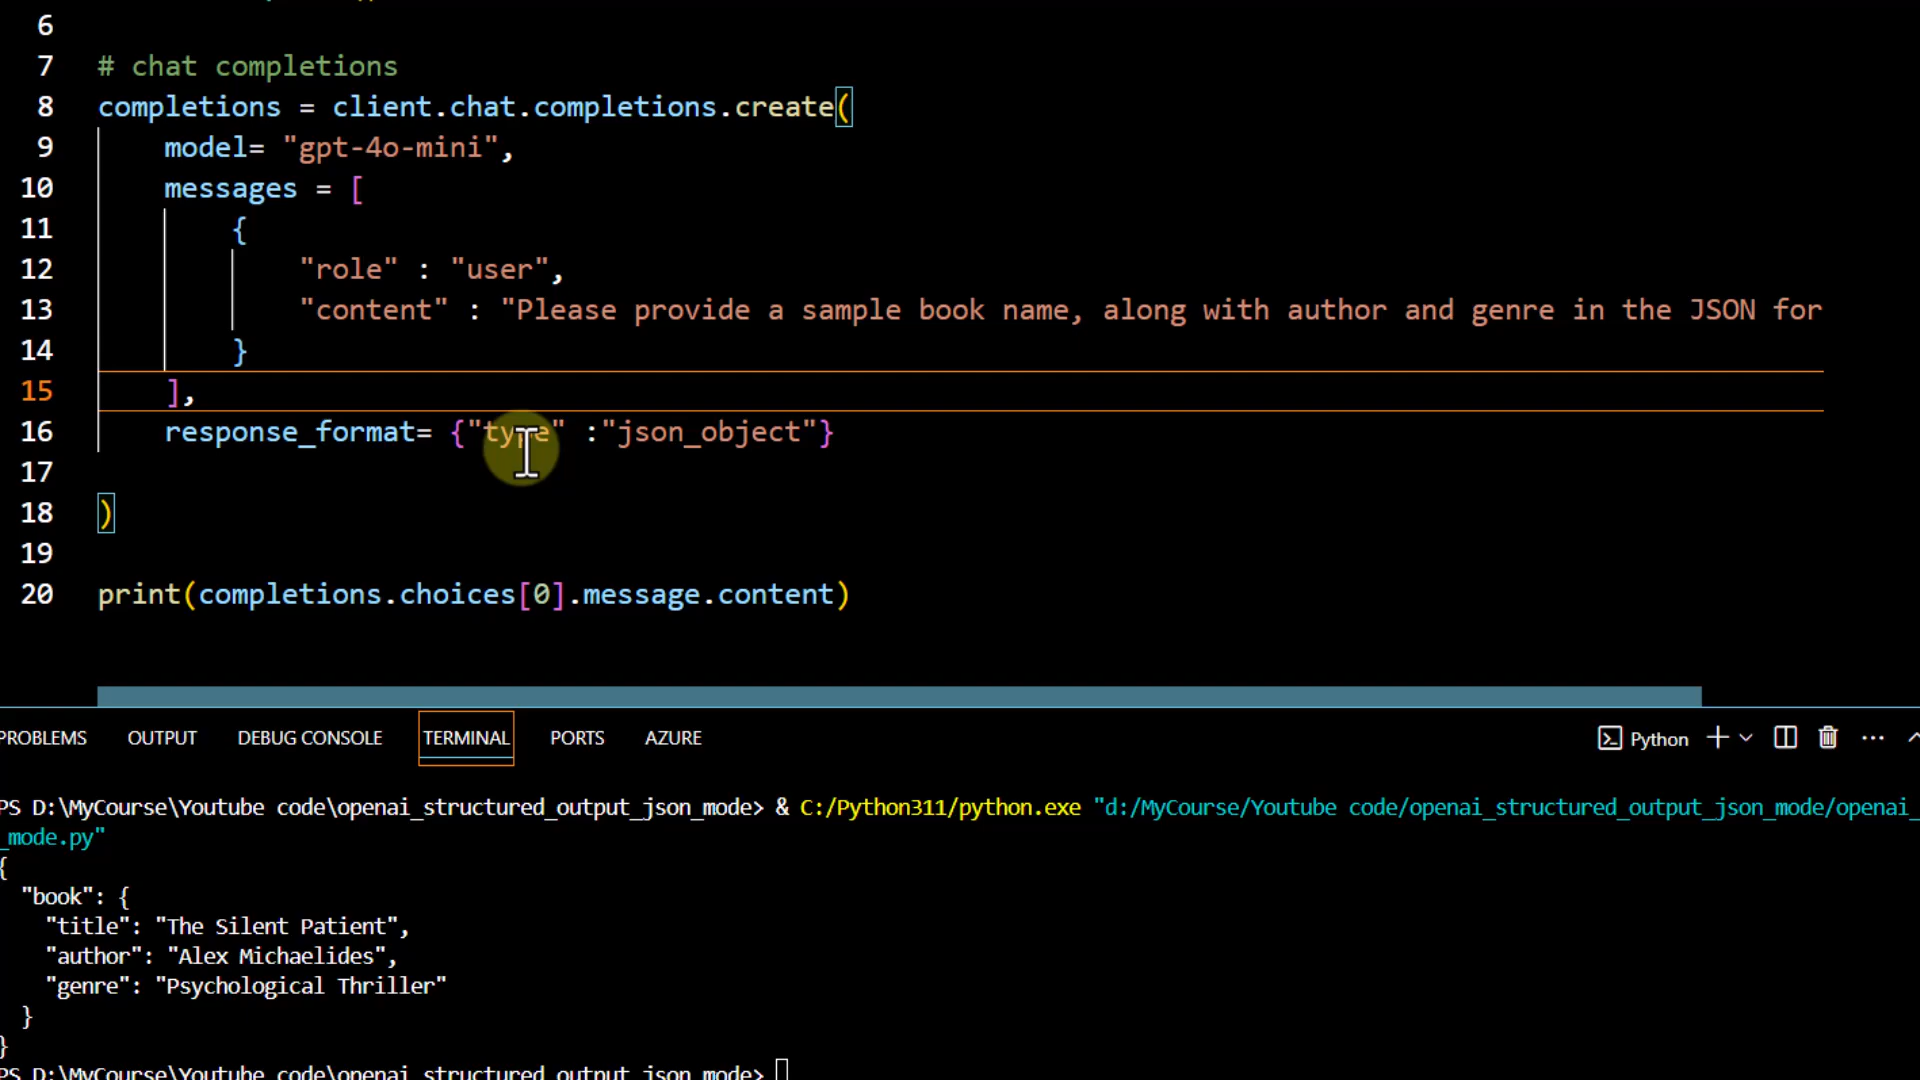 6
7 # chat completions
8 completions = client.chat.completions.create(
9 model= "gpt-4o-mini",
10 messages = [
11 {
12 "role" : "user",
13 "content" : "Please provide a sample book name, along with author and genre in the JSON for
14 }
15 ],
16 response_format= {"type" :"json_object"}
17
18 )
19
20 print(completions.choices[0].message.content)
PROBLEMS OUTPUT DEBUG CONSOLE TERMINAL PORTS AZURE Python
PS D:\MyCourse\Youtube code\openai_structured_output_json_mode> & C:/Python311/python.exe "d:/MyCourse/Youtube code/openai_structured_output_json_mode/openai_
_mode.py"
{
"book": {
"title": "The Silent Patient",
"author": "Alex Michaelides",
"genre": "Psychological Thriller"
}
}
PS D:\MyCourse\Youtube code\openai_structured_output_json_mode>